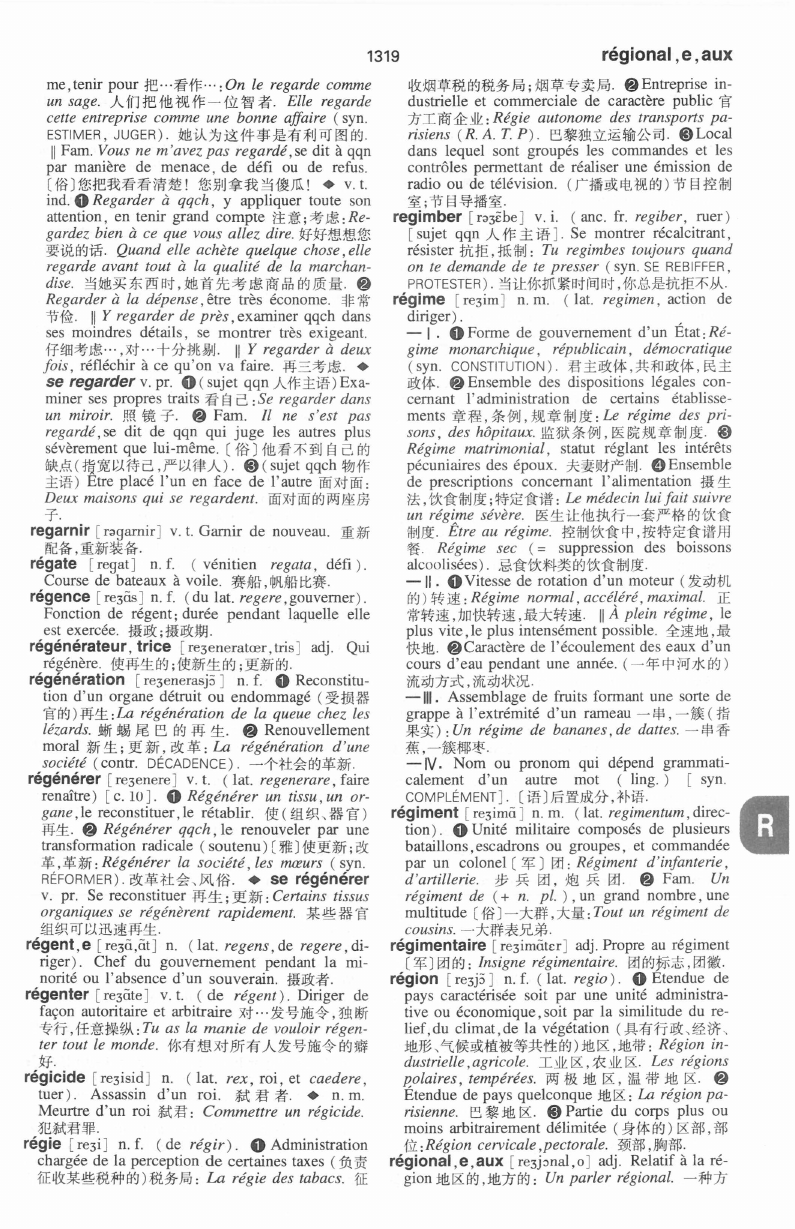 1319
régional,e,aux
me,tenir pour 把…看作…:On le regarde comme
un sage. 人们把他视作一位智者. Elle regarde
cette entreprise comme une bonne affaire (syn.
ESTIMER, JUGER). 她认为这件事是有利可图的.
‖ Fam. Vous ne m'avez pas regardé,se dit à qqn
par manière de menace, de défi ou de refus.
〔俗〕您把我看看清楚! 您别拿我当傻瓜! ◆ v. t.
ind. ❶ Regarder à qqch, y appliquer toute son
attention, en tenir grand compte 注意;考虑:Re-
gardez bien à ce que vous allez dire. 好好想想您
要说的话. Quand elle achète quelque chose,elle
regarde avant tout à la qualité de la marchan-
dise. 当她买东西时,她首先考虑商品的质量. ❷
Regarder à la dépense,être très économe. 非常
节俭. ‖ Y regarder de près,examiner qqch dans
ses moindres détails, se montrer très exigeant.
仔细考虑…,对…十分挑剔. ‖ Y regarder à deux
fois, réfléchir à ce qu'on va faire. 再三考虑. ◆
se regarder v. pr. ❶ (sujet qqn 人作主语) Exa-
miner ses propres traits 看自己:Se regarder dans
un miroir. 照镜子. ❷ Fam. Il ne s'est pas
regardé,se dit de qqn qui juge les autres plus
sévèrement que lui-même.〔俗〕他看不到自己的
缺点(指宽以待己,严以律人). ❸ (sujet qqch 物作
主语) Être placé l'un en face de l'autre 面对面:
Deux maisons qui se regardent. 面对面的两座房
子.
regarnir [rəgarnir] v. t. Garnir de nouveau. 重新
配备,重新装备.
régate [regat] n. f. (vénitien regata, défi).
Course de bateaux à voile. 赛船,帆船比赛.
régence [reʒɑ̃s] n. f. (du lat. regere,gouverner).
Fonction de régent; durée pendant laquelle elle
est exercée. 摄政;摄政期.
régénérateur, trice [reʒeneratœr,tris] adj. Qui
régénère. 使再生的;使新生的;更新的.
régénération [reʒenerasjɔ̃] n. f. ❶ Reconstitu-
tion d'un organe détruit ou endommagé (受损器
官的)再生:La régénération de la queue chez les
lézards. 蜥蜴尾巴的再生. ❷ Renouvellement
moral 新生;更新,改革: La régénération d'une
société (contr. DÉCADENCE). 一个社会的革新.
régénérer [reʒenere] v. t. (lat. regenerare, faire
renaître) [c. 10]. ❶ Régénérer un tissu,un or-
gane,le reconstituer,le rétablir. 使(组织、器官)
再生. ❷ Régénérer qqch,le renouveler par une
transformation radicale (soutenu)〔雅〕使更新;改
革,革新:Régénérer la société,les mœurs (syn.
RÉFORMER). 改革社会、风俗. ◆ se régénérer
v. pr. Se reconstituer 再生;更新:Certains tissus
organiques se régénèrent rapidement. 某些器官
组织可以迅速再生.
régent,e [reʒɑ̃,ɑ̃t] n. (lat. regens,de regere,di-
riger). Chef du gouvernement pendant la mi-
norité ou l'absence d'un souverain. 摄政者.
régenter [reʒɑ̃te] v. t. (de régent). Diriger de
façon autoritaire et arbitraire 对…发号施令,独断
专行,任意操纵:Tu as la manie de vouloir régen-
ter tout le monde. 你有想对所有人发号施令的癖
好.
régicide [reʒisid] n. (lat. rex, roi, et caedere,
tuer). Assassin d'un roi. 弑君者. ◆ n. m.
Meurtre d'un roi 弑君: Commettre un régicide.
犯弑君罪.
régie [reʒi] n. f. (de régir). ❶ Administration
chargée de la perception de certaines taxes (负责
征收某些税种的)税务局: La régie des tabacs. 征
收烟草税的税务局;烟草专卖局. ❷ Entreprise in-
dustrielle et commerciale de caractère public 官
方工商企业:Régie autonome des transports pa-
risiens (R. A. T. P). 巴黎独立运输公司. ❸ Local
dans lequel sont groupés les commandes et les
contrôles permettant de réaliser une émission de
radio ou de télévision. (广播或电视的)节目控制
室;节目导播室.
regimber [rəʒɛ̃be] v. i. (anc. fr. regiber, ruer)
[sujet qqn 人作主语]. Se montrer récalcitrant,
résister 抗拒,抵制: Tu regimbes toujours quand
on te demande de te presser (syn. SE REBIFFER,
PROTESTER). 当让你抓紧时间时,你总是抗拒不从.
régime [reʒim] n. m. (lat. regimen, action de
diriger).
—Ⅰ. ❶ Forme de gouvernement d'un État:Ré-
gime monarchique, républicain, démocratique
(syn. CONSTITUTION). 君主政体,共和政体,民主
政体. ❷ Ensemble des dispositions légales con-
cernant l'administration de certains établisse-
ments 章程,条例,规章制度:Le régime des pri-
sons, des hôpitaux. 监狱条例,医院规章制度. ❸
Régime matrimonial, statut réglant les intérêts
pécuniaires des époux. 夫妻财产制. ❹ Ensemble
de prescriptions concernant l'alimentation 摄生
法,饮食制度;特定食谱: Le médecin lui fait suivre
un régime sévère. 医生让他执行一套严格的饮食
制度. Être au régime. 控制饮食中,按特定食谱用
餐. Régime sec (= suppression des boissons
alcoolisées). 忌食饮料类的饮食制度.
—Ⅱ. ❶ Vitesse de rotation d'un moteur (发动机
的)转速:Régime normal,accéléré,maximal. 正
常转速,加快转速,最大转速. ‖ À plein régime, le
plus vite,le plus intensément possible. 全速地,最
快地. ❷ Caractère de l'écoulement des eaux d'un
cours d'eau pendant une année. (一年中河水的)
流动方式,流动状况.
—Ⅲ. Assemblage de fruits formant une sorte de
grappe à l'extrémité d'un rameau 一串,一簇(指
果实):Un régime de bananes,de dattes. 一串香
蕉,一簇椰枣.
—Ⅳ. Nom ou pronom qui dépend grammati-
calement d'un autre mot (ling.) [syn.
COMPLÉMENT].〔语〕后置成分,补语.
régiment [reʒimɑ̃] n. m. (lat. regimentum,direc-
tion). ❶ Unité militaire composés de plusieurs
bataillons,escadrons ou groupes, et commandée
par un colonel〔军〕团: Régiment d'infanterie,
d'artillerie. 步兵团,炮兵团. ❷ Fam. Un
régiment de (+ n. pl.), un grand nombre, une
multitude〔俗〕一大群,大量:Tout un régiment de
cousins. 一大群表兄弟.
régimentaire [reʒimɑ̃tɛr] adj. Propre au régiment
〔军〕团的: Insigne régimentaire. 团的标志,团徽.
région [reʒjɔ̃] n. f. (lat. regio). ❶ Étendue de
pays caractérisée soit par une unité administra-
tive ou économique,soit par la similitude du re-
lief,du climat,de la végétation (具有行政、经济、
地形、气候或植被等共性的)地区,地带: Région in-
dustrielle,agricole. 工业区,农业区. Les régions
polaires, tempérées. 两极地区,温带地区. ❷
Étendue de pays quelconque 地区: La région pa-
risienne. 巴黎地区. ❸ Partie du corps plus ou
moins arbitrairement délimitée (身体的)区部,部
位:Région cervicale,pectorale. 颈部,胸部.
régional,e,aux [reʒjɔnal,o] adj. Relatif à la ré-
gion 地区的,地方的: Un parler régional. 一种方
R